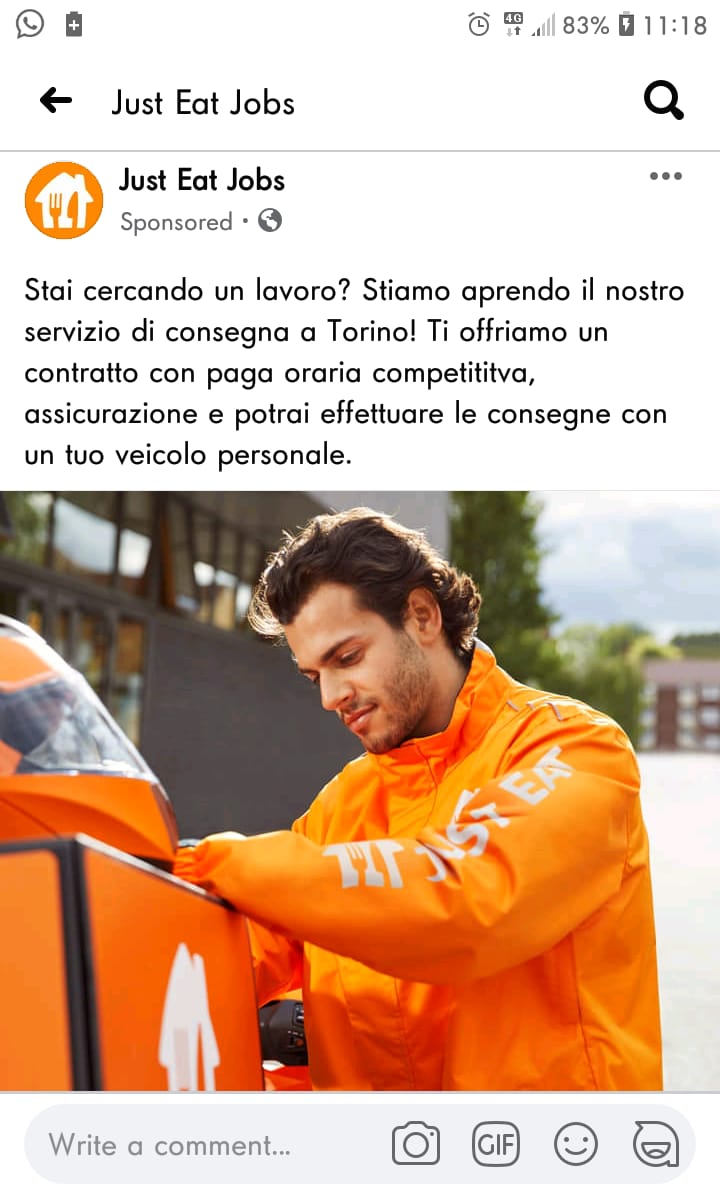 4G 83% 11:18
Just Eat Jobs
Just Eat Jobs
Sponsored ·
Stai cercando un lavoro? Stiamo aprendo il nostro
servizio di consegna a Torino! Ti offriamo un
contratto con paga oraria competititva,
assicurazione e potrai effettuare le consegne con
un tuo veicolo personale.
JUST EAT
Write a comment...
GIF